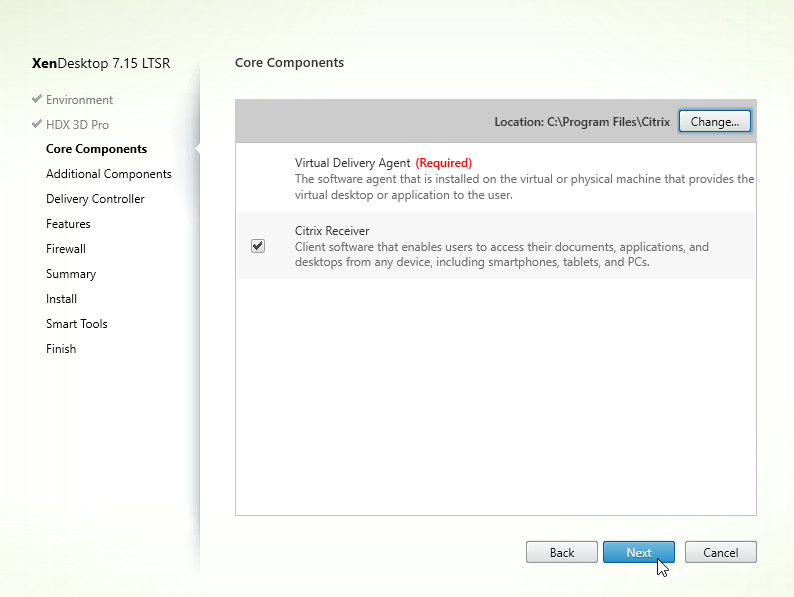 XenDesktop 7.15 LTSR
Environment
HDX 3D Pro
Core Components
Additional Components
Delivery Controller
Features
Firewall
Summary
Install
Smart Tools
Finish
Core Components
Location: C:\Program Files\Citrix
Change...
Virtual Delivery Agent (Required)
The software agent that is installed on the virtual or physical machine that provides the
virtual desktop or application to the user.
Citrix Receiver
Client software that enables users to access their documents, applications, and
desktops from any device, including smartphones, tablets, and PCs.
Back
Next
Cancel